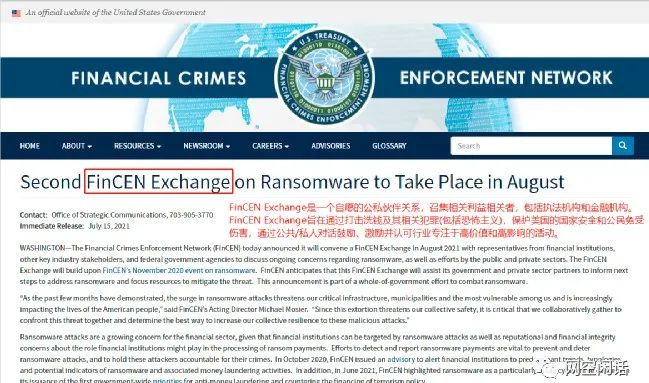 An official website of the United States Government
FINANCIAL CRIMES
ENFORCEMENT NETWORK
U.S. TREASURY
FINANCIAL CRIMES ENFORCEMENT NETWORK
HOME ABOUT RESOURCES NEWSROOM CAREERS ADVISORIES GLOSSARY Search
Second FinCEN Exchange on Ransomware to Take Place in August
FinCEN Exchange是一个自愿的公私伙伴关系，召集相关利益相关者，包括执法机构和金融机构。
Contact: Office of Strategic Communications, 703-905-3770
FinCEN Exchange旨在通过打击洗钱及其相关犯罪(包括恐怖主义)、保护美国的国家安全和公民免受
Immediate Release: July 15, 2021
伤害，通过公共/私人对话鼓励、激励并认可行业专注于高价值和高影响的活动。
WASHINGTON—The Financial Crimes Enforcement Network (FinCEN) today announced it will convene a FinCEN Exchange in August 2021 with representatives from financial institutions,
other key industry stakeholders, and federal government agencies to discuss ongoing concerns regarding ransomware, as well as efforts by the public and private sectors. The FinCEN
Exchange will build upon FinCEN's November 2020 event on ransomware. FinCEN anticipates that this FinCEN Exchange will assist its government and private sector partners to inform next
steps to address ransomware and focus resources to mitigate the threat. This announcement is part of a whole-of-government effort to combat ransomware.
"As the past few months have demonstrated, the surge in ransomware attacks threatens our critical infrastructure, municipalities and the most vulnerable among us and is increasingly
impacting the lives of the American people," said FinCEN's Acting Director Michael Mosier. "Since this extortion threatens our collective safety, it is critical that we collaboratively gather to
confront this threat together and determine the best way to increase our collective resilience to these malicious attacks."
Ransomware attacks are a growing concern for the financial sector, given that financial institutions can be targeted by ransomware attacks as well as reputational and financial integrity
concerns about the role financial institutions might play in the processing of ransom payments. Efforts to detect and report ransomware payments are vital to prevent and deter
ransomware attacks, and to hold these attackers accountable for their crimes. In October 2020, FinCEN issued an advisory to alert financial institutions to
and potential indicators of ransomware and associated money laundering activities. In addition, in June 2021, FinCEN highlighted ransomware as a particularly
its issuance of the first government-wide priorities for anti-money laundering and countering the financing of terrorism policy.
网空闲话